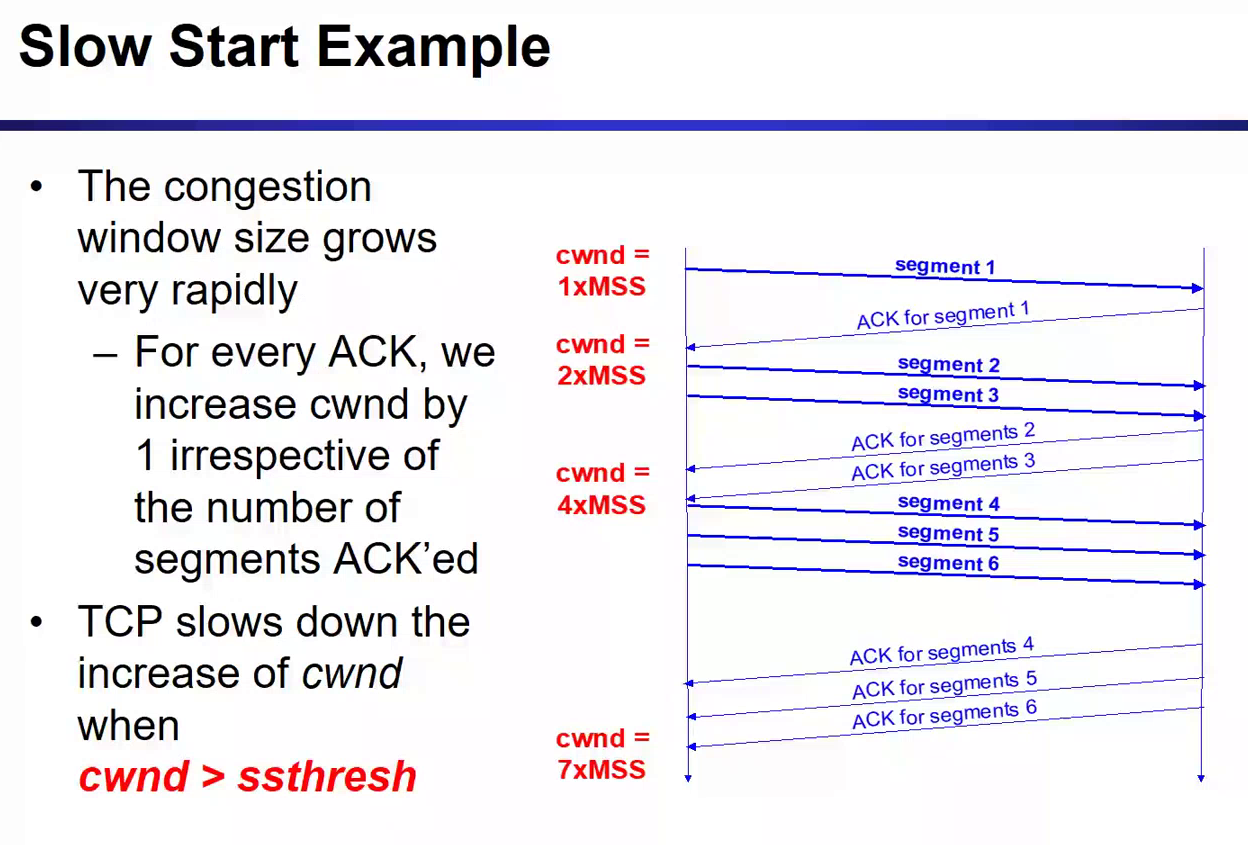 Slow Start Example
• The congestion
window size grows
very rapidly
– For every ACK, we
increase cwnd by
1 irrespective of
the number of
segments ACK’ed
• TCP slows down the
increase of cwnd
when
cwnd > ssthresh
cwnd =
1xMSS
segment 1
ACK for segment 1
cwnd =
2xMSS
segment 2
segment 3
ACK for segments 2
ACK for segments 3
cwnd =
4xMSS
segment 4
segment 5
segment 6
ACK for segments 4
ACK for segments 5
ACK for segments 6
cwnd =
7xMSS